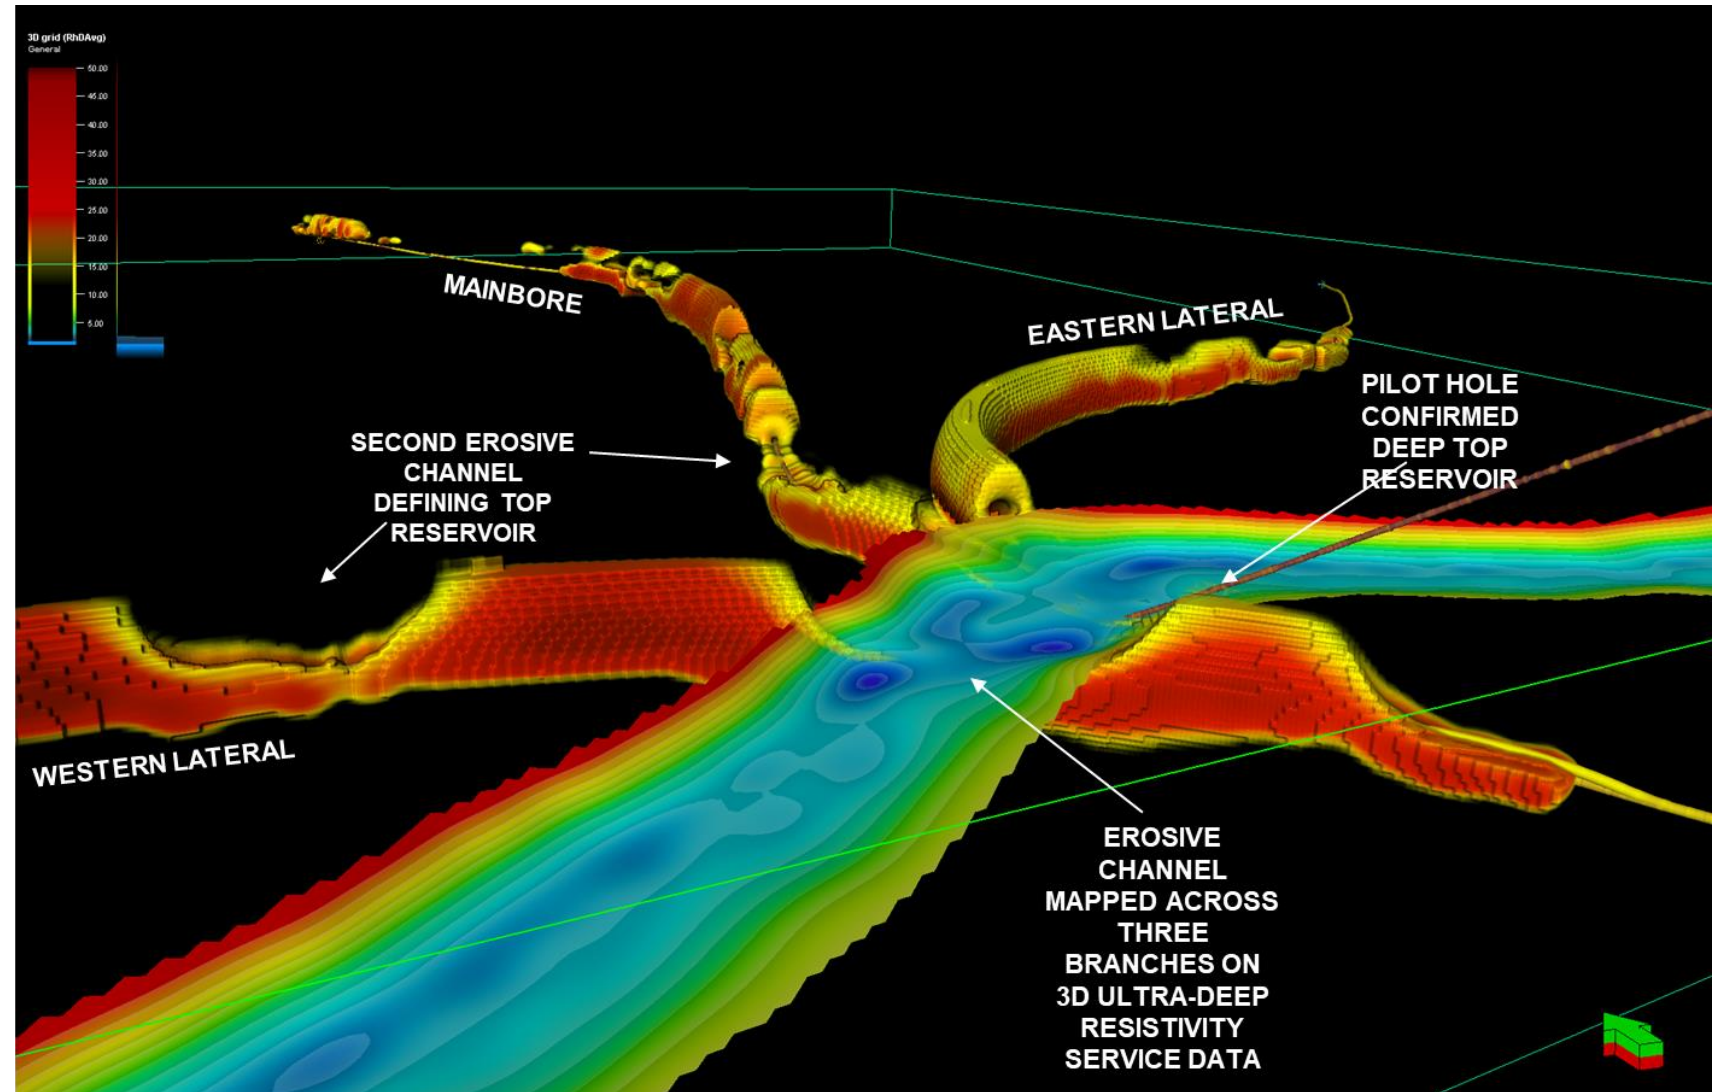 3D grid (RhDAvg)
General
50.00
45.00
40.00
35.00
30.00
25.00
20.00
15.00
10.00
5.00
MAINBORE
EASTERN LATERAL
PILOT HOLE
CONFIRMED
DEEP TOP
RESERVOIR
SECOND EROSIVE
CHANNEL
DEFINING TOP
RESERVOIR
WESTERN LATERAL
EROSIVE
CHANNEL
MAPPED ACROSS
THREE
BRANCHES ON
3D ULTRA-DEEP
RESISTIVITY
SERVICE DATA